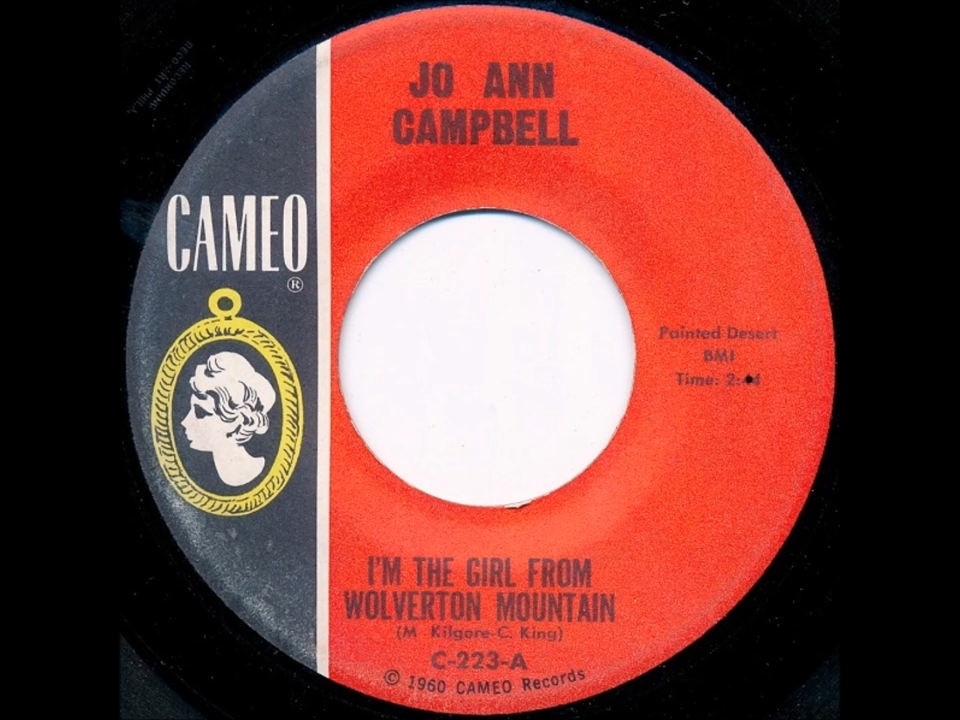 JO ANN
CAMPBELL
CAMEO
®
Painted Desert
BMI
Time:
I'M THE GIRL FROM
WOLVERTON MOUNTAIN
(M Kilgore-C. King)
C-223-A
© 1960 CAMEO Records